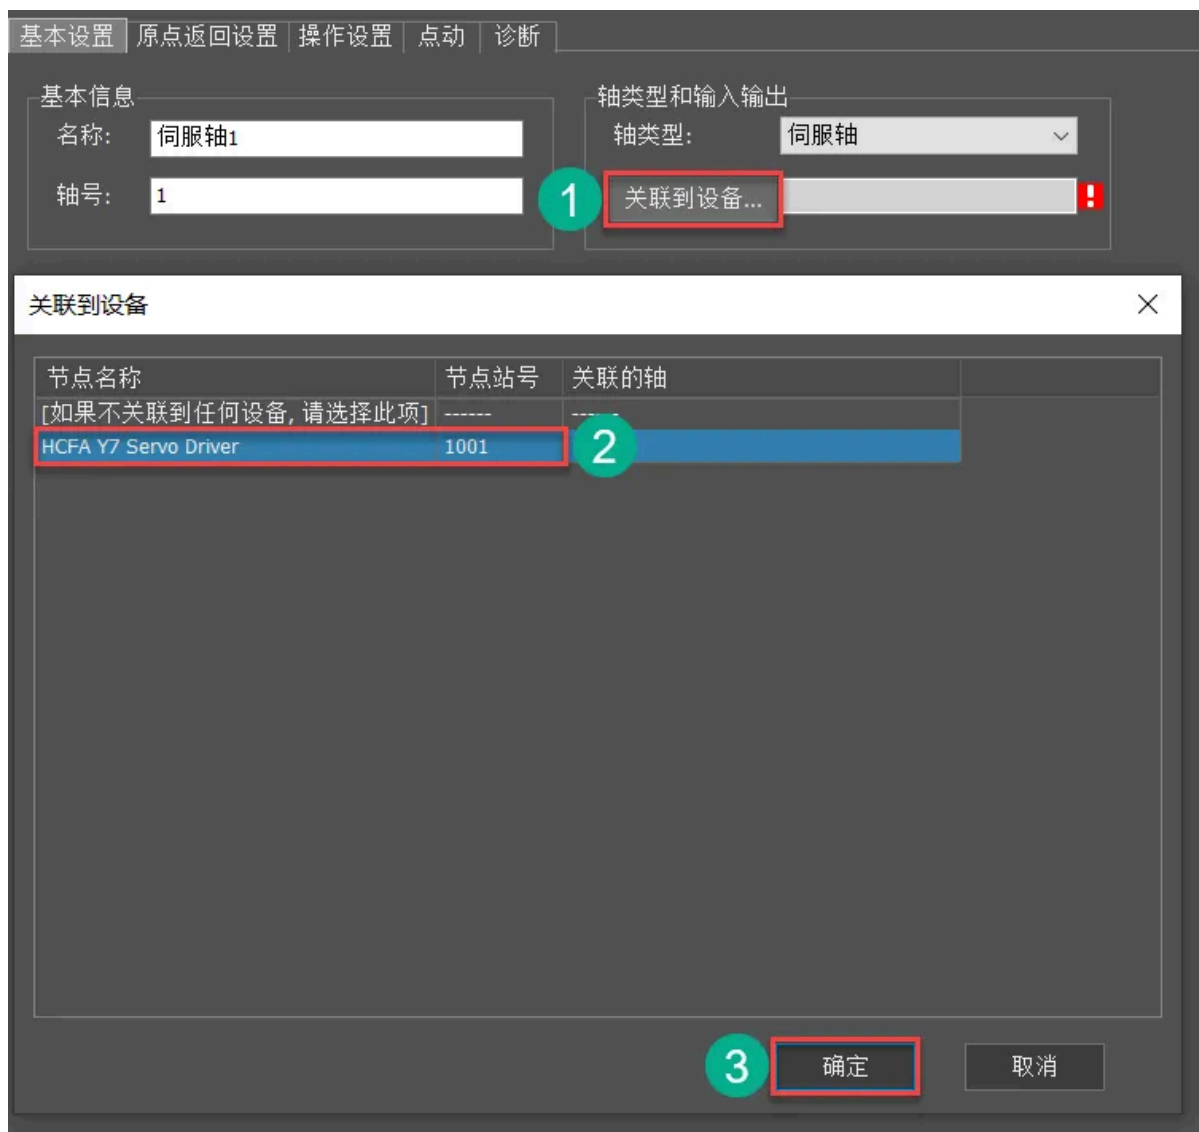 基本设置 原点返回设置 操作设置 点动 诊断
基本信息 轴类型和输入输出
名称: 伺服轴1 轴类型: 伺服轴
轴号: 1 1 关联到设备...
关联到设备
节点名称 节点站号 关联的轴
[如果不关联到任何设备, 请选择此项] ------ ------
HCFA Y7 Servo Driver 1001 2
3 确定 取消